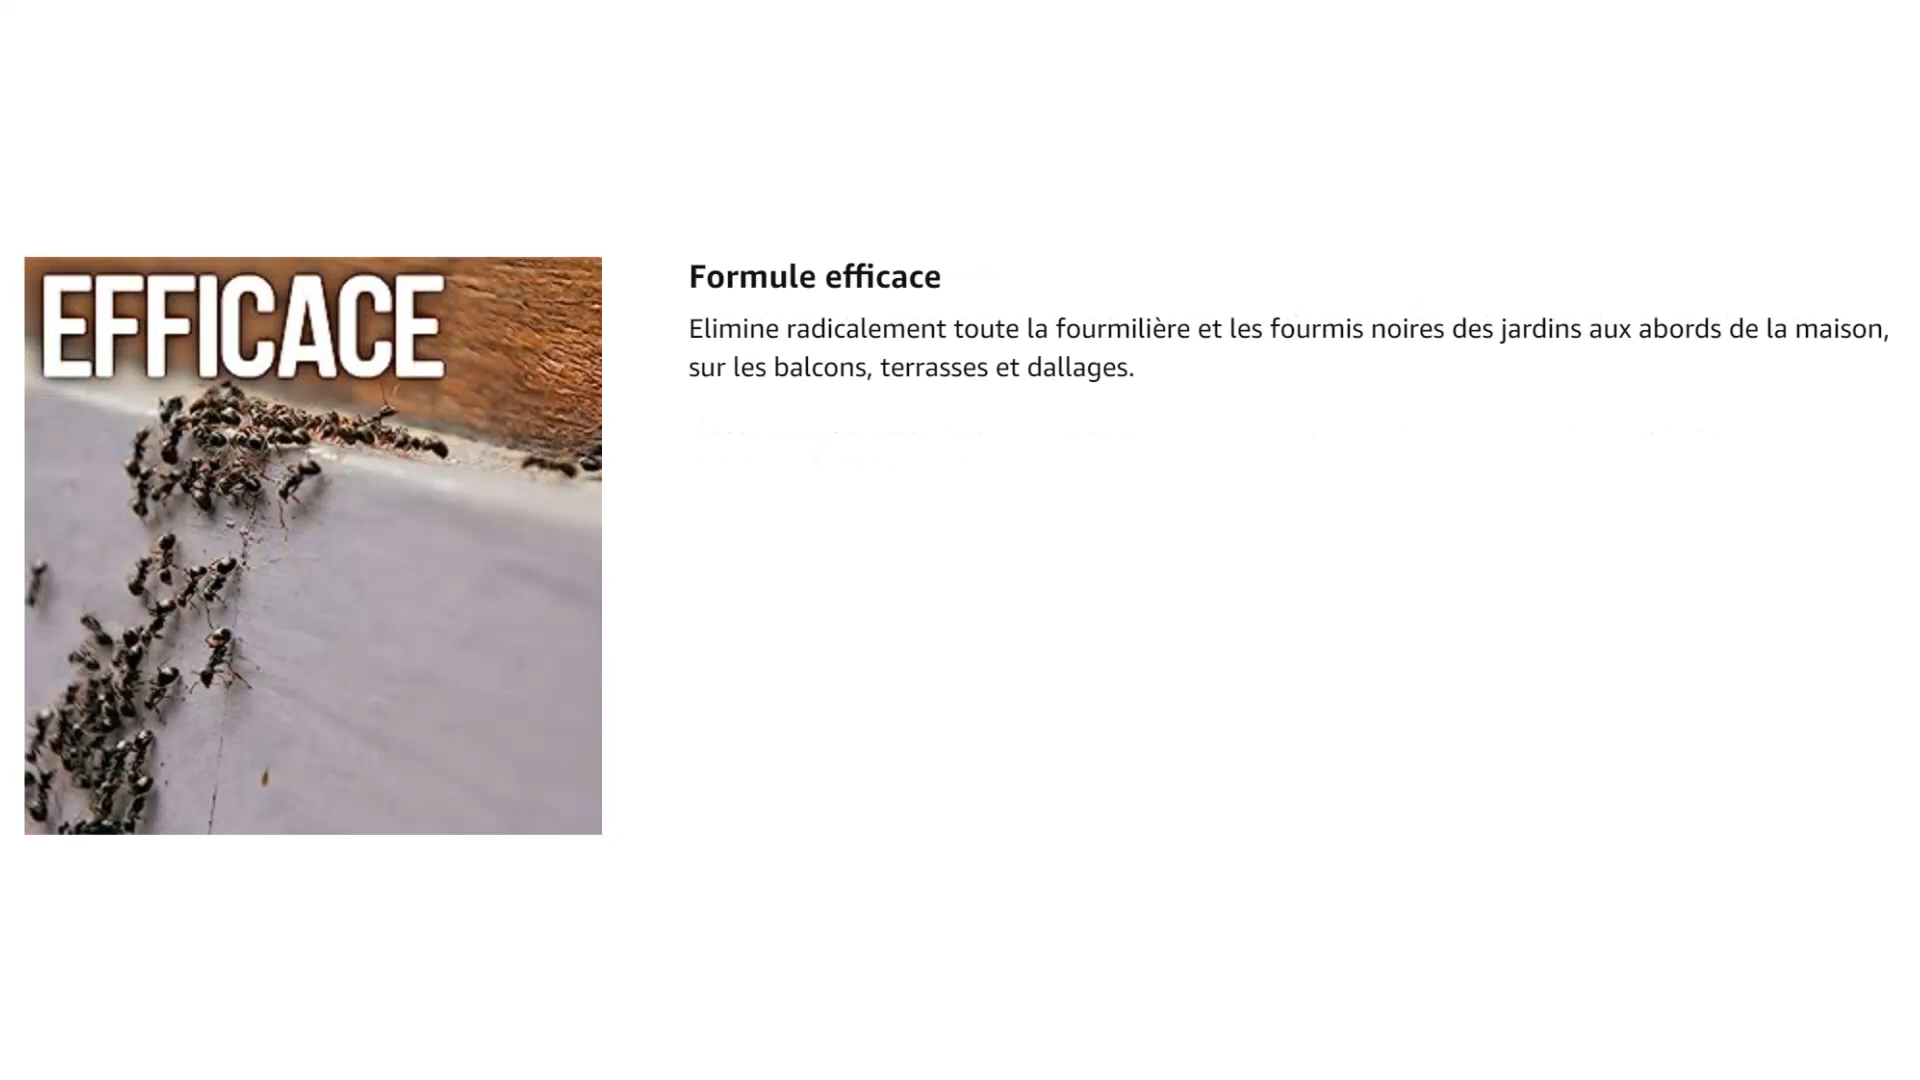 EFFICACE
Formule efficace
Elimine radicalement toute la fourmilière et les fourmis noires des jardins aux abords de la maison,
sur les balcons, terrasses et dallages.